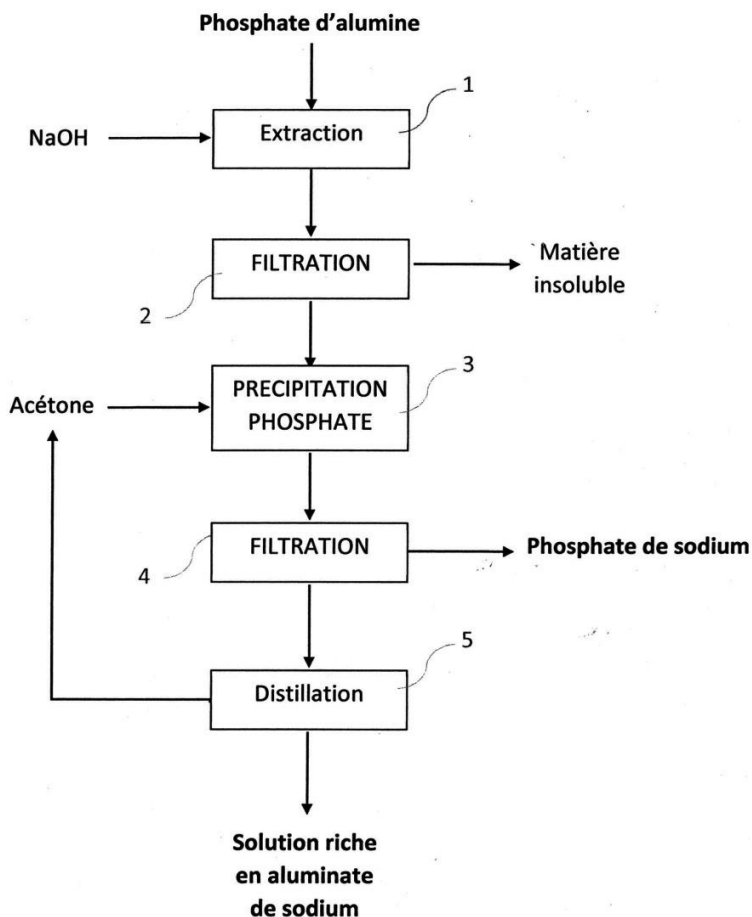 Phosphate d'alumine
1
NaOH
Extraction
FILTRATION
Matière
insoluble
2
3
Acétone
PRECIPITATION
PHOSPHATE
FILTRATION
Phosphate de sodium
4
5
Distillation
Solution riche
en aluminate
de sodium